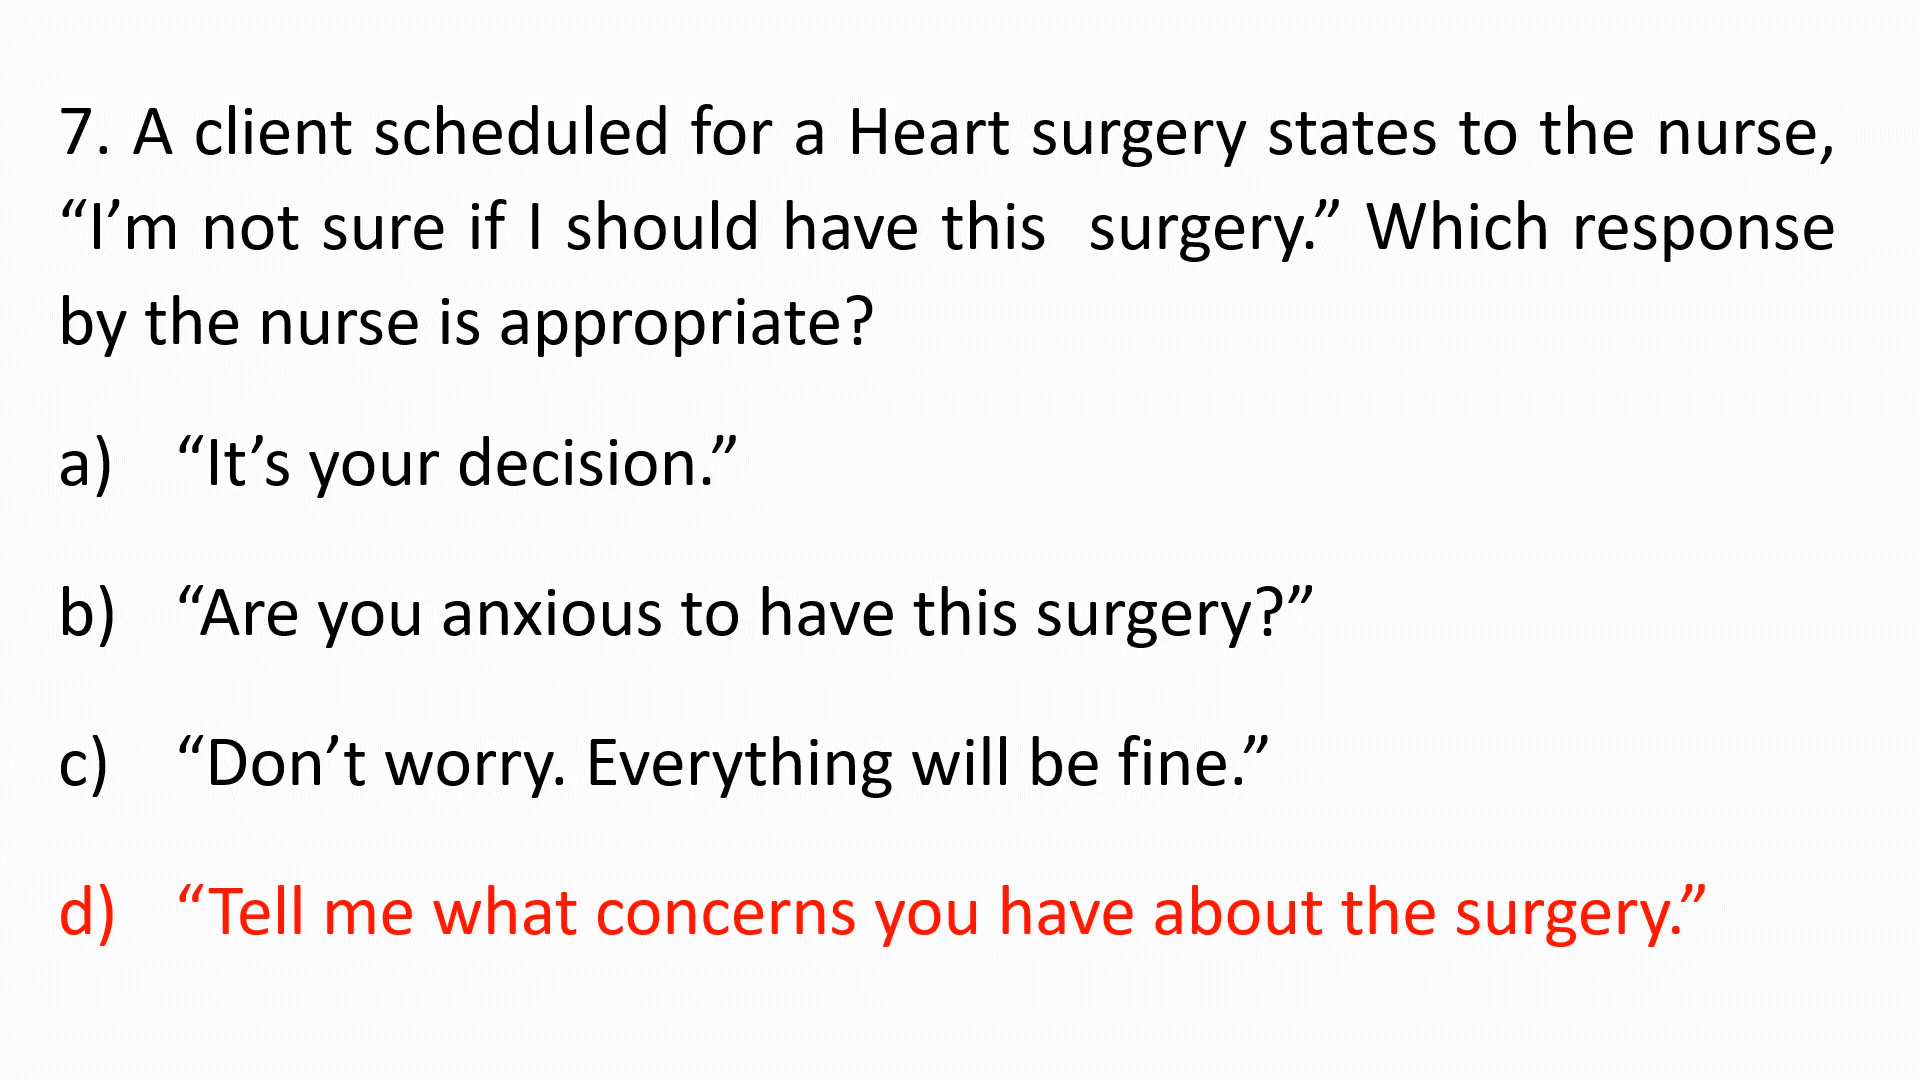 7. A client scheduled for a Heart surgery states to the nurse,
“I’m not sure if I should have this  surgery.” Which response
by the nurse is appropriate?
a) “It’s your decision.”
b) “Are you anxious to have this surgery?”
c) “Don’t worry. Everything will be fine.”
d) “Tell me what concerns you have about the surgery.”